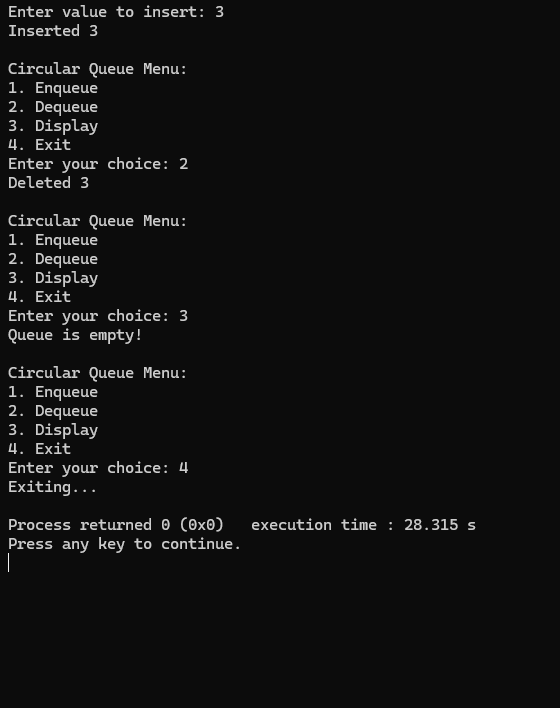 Enter value to insert: 3
Inserted 3
Circular Queue Menu:
1. Enqueue
2. Dequeue
3. Display
4. Exit
Enter your choice: 2
Deleted 3
Circular Queue Menu:
1. Enqueue
2. Dequeue
3. Display
4. Exit
Enter your choice: 3
Queue is empty!
Circular Queue Menu:
1. Enqueue
2. Dequeue
3. Display
4. Exit
Enter your choice: 4
Exiting...
Process returned 0 (0x0)   execution time : 28.315 s
Press any key to continue.